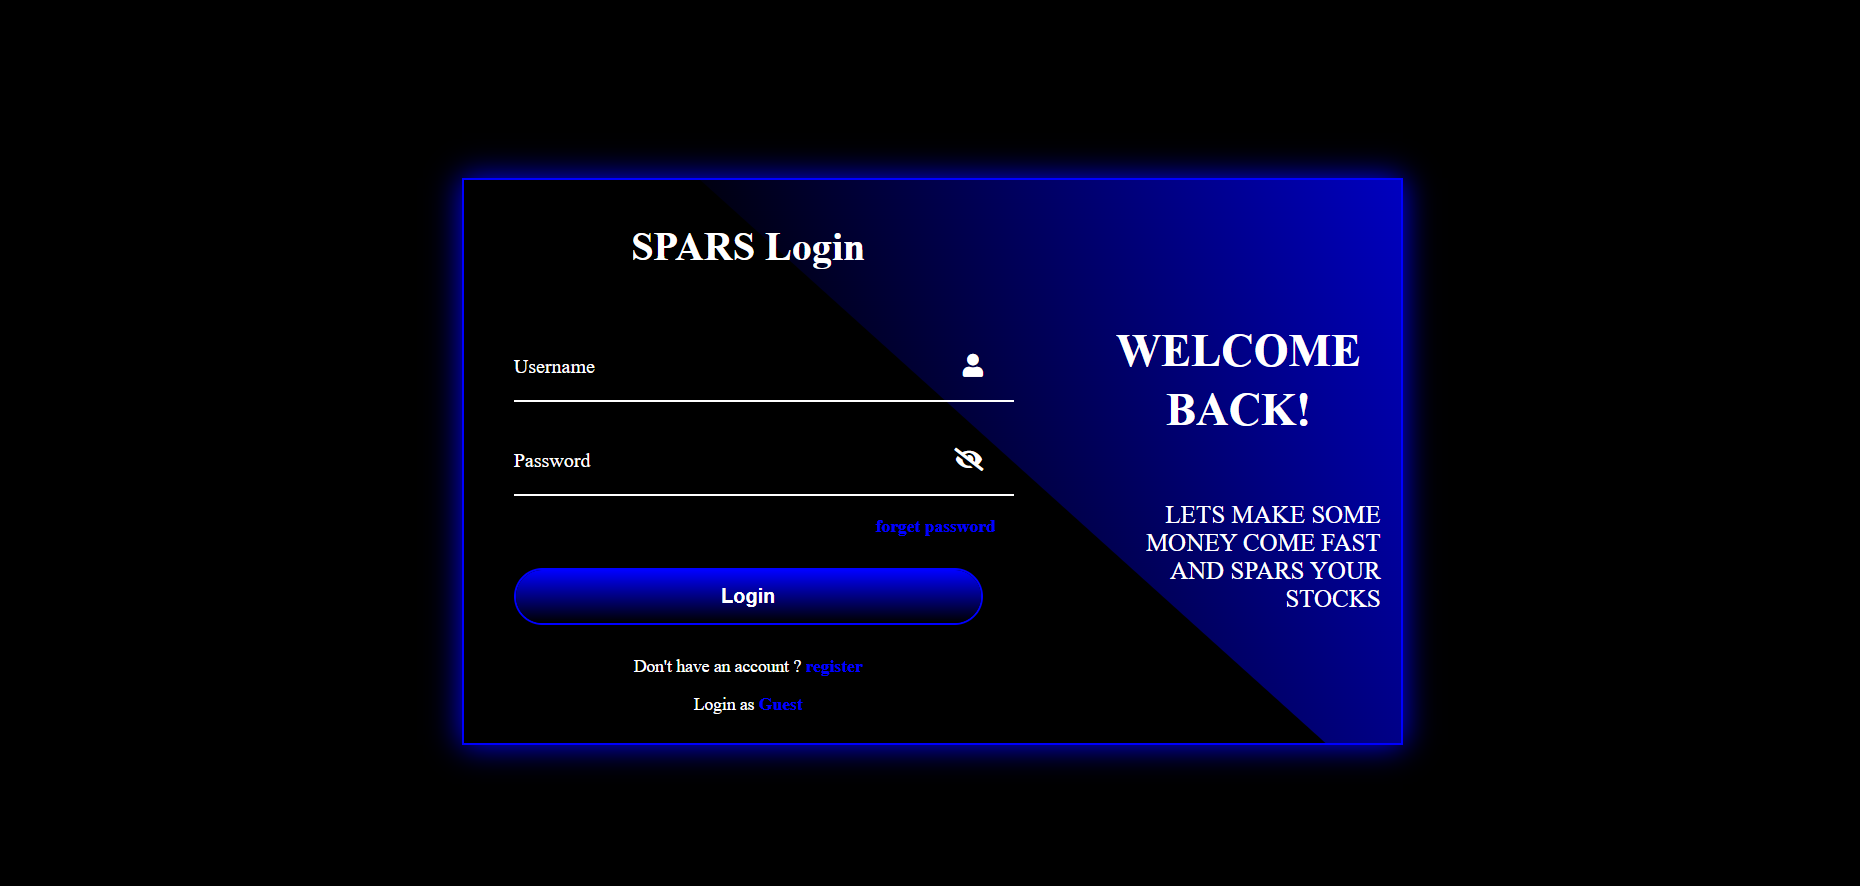 SPARS Login
Username
Password
forget password
Login
Don't have an account ? register
Login as Guest
WELCOME
BACK!
LETS MAKE SOME
MONEY COME FAST
AND SPARS YOUR
STOCKS